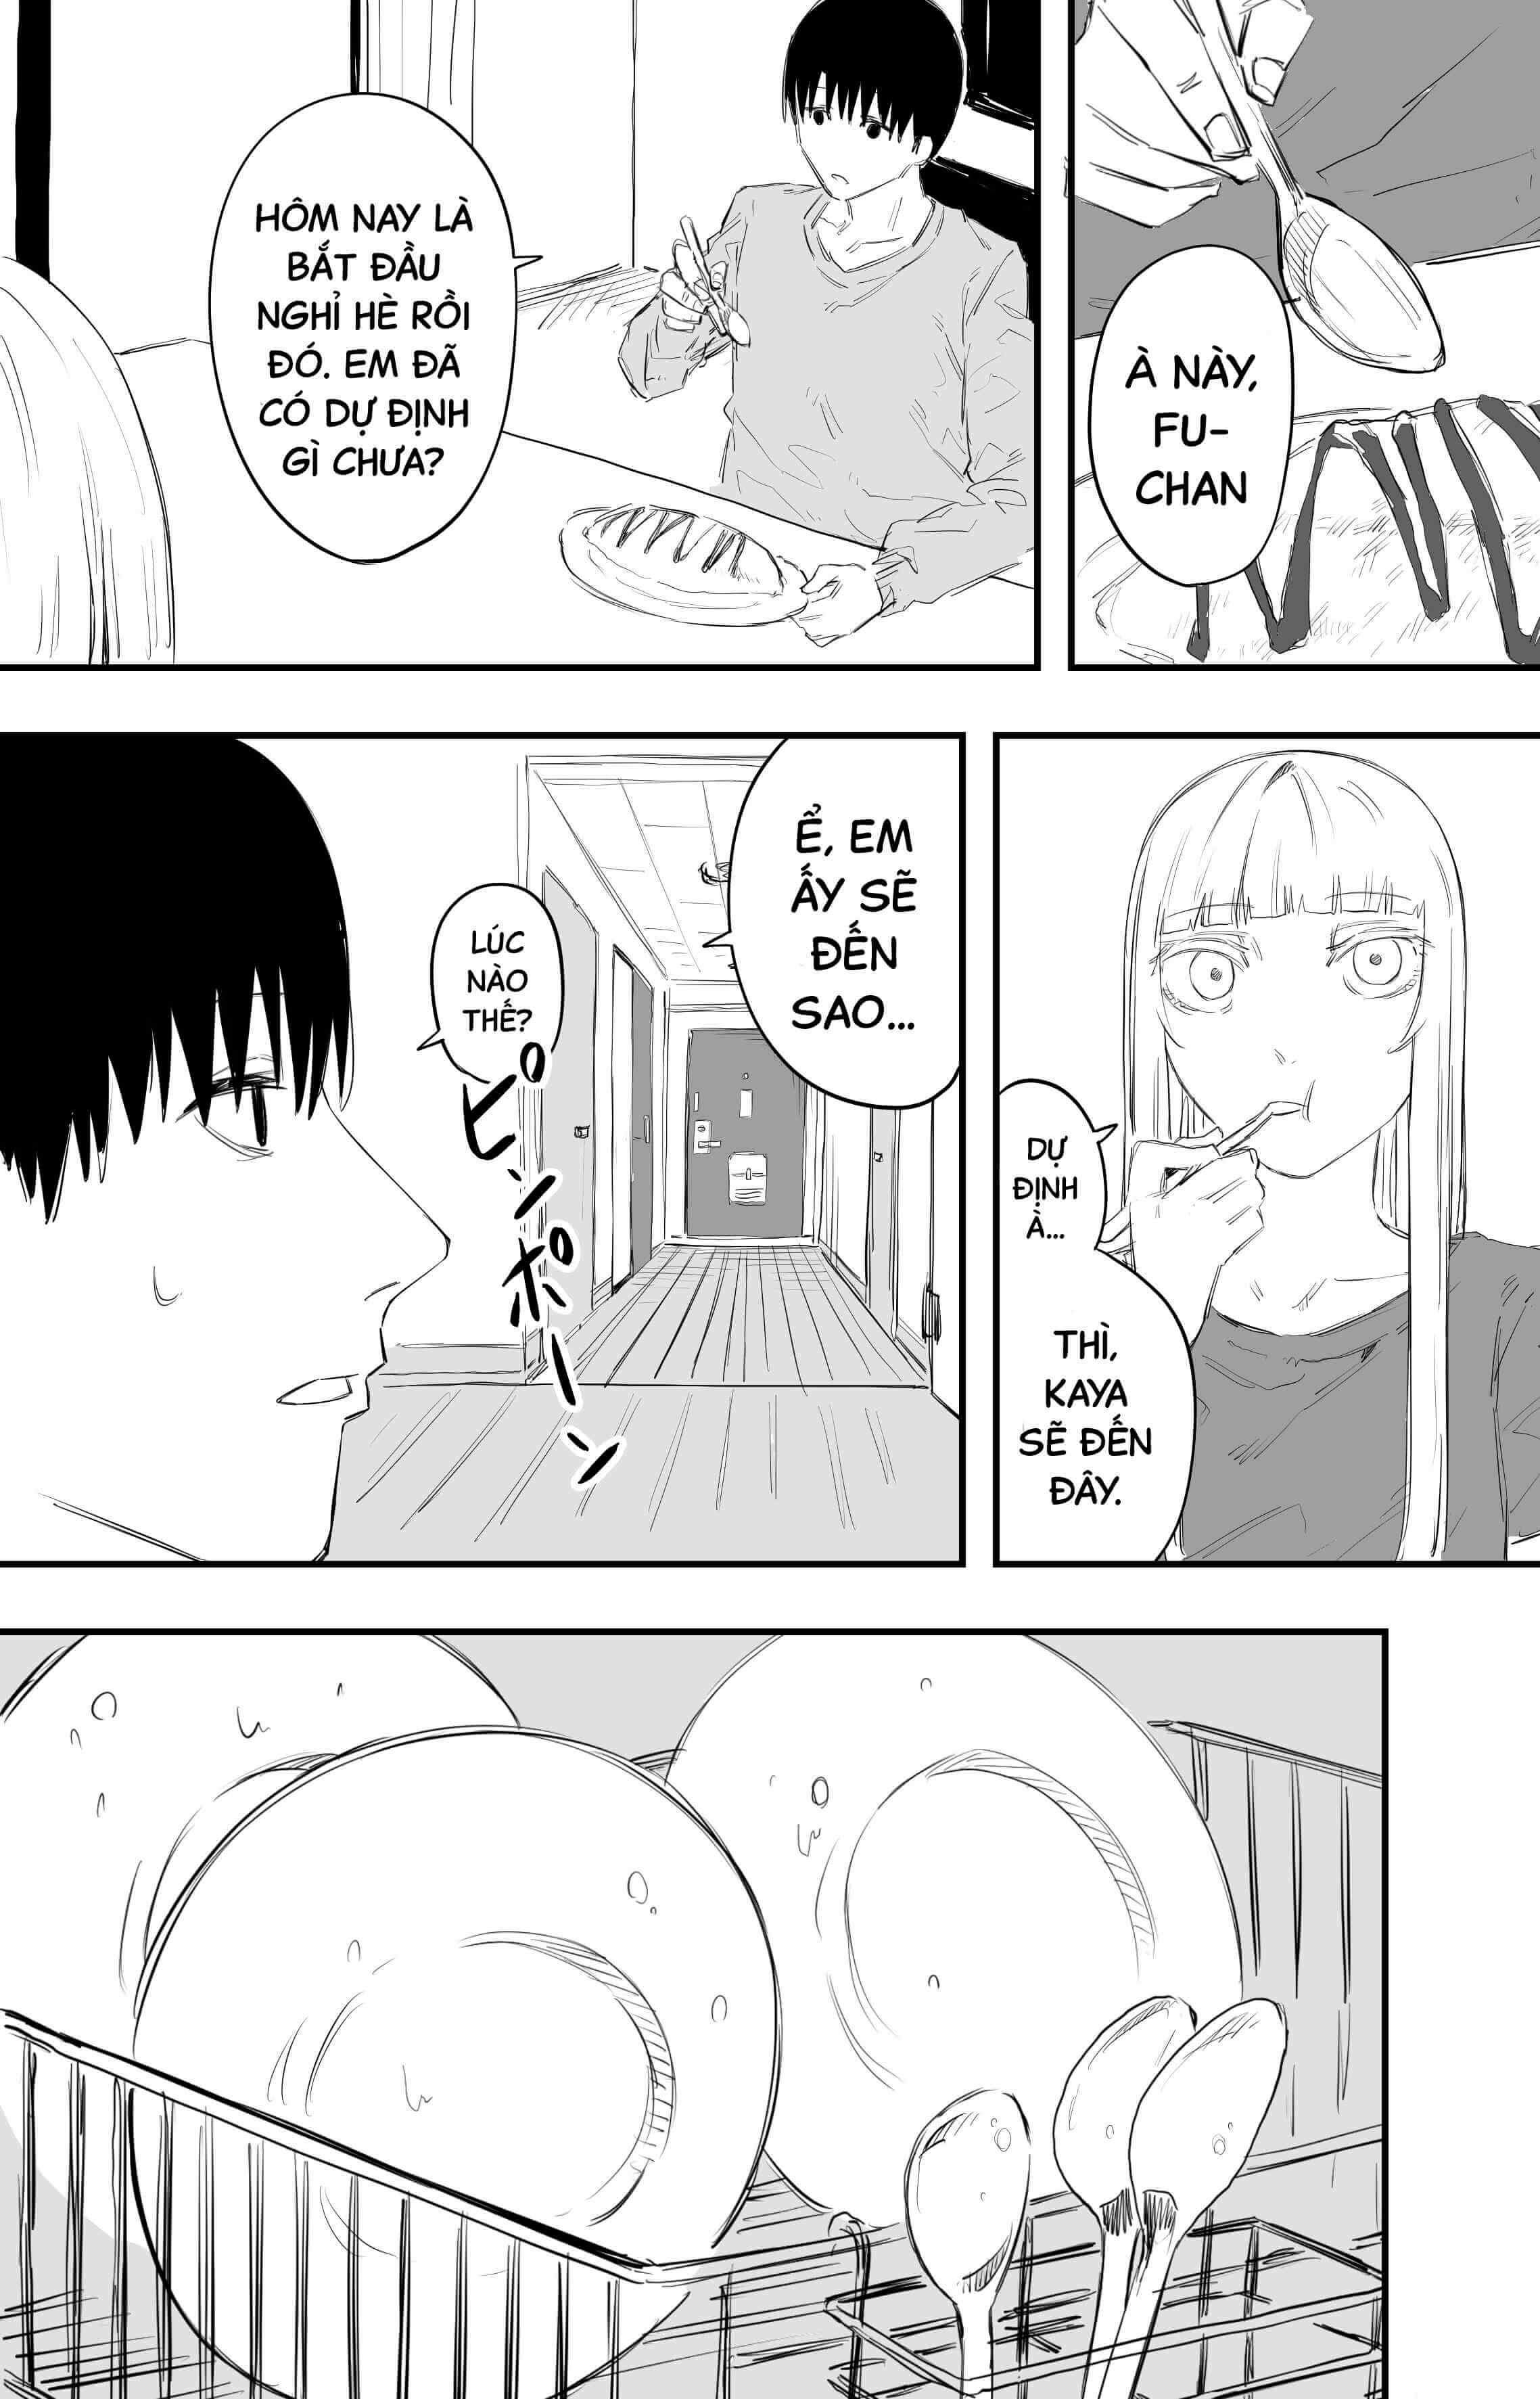 À NÀY,
FU-
CHAN
HÔM NAY LÀ
BẮT ĐẦU
NGHỈ HÈ RỒI
ĐÓ. EM ĐÃ
CÓ DỰ ĐỊNH
GÌ CHƯA?
DỰ
ĐỊNH
À...
THÌ,
KAYA
SẼ ĐẾN
ĐÂY.
Ể, EM
ẤY SẼ
ĐẾN
SAO...
LÚC
NÀO
THẾ?
ピンポーン